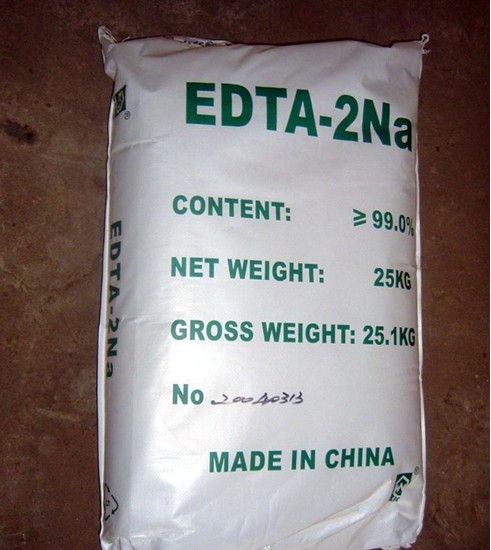 EDTA-2Na
CONTENT: ≥ 99.0%
NET WEIGHT: 25KG
GROSS WEIGHT: 25.1KG
No 20040313
MADE IN CHINA
EDTA-2Na